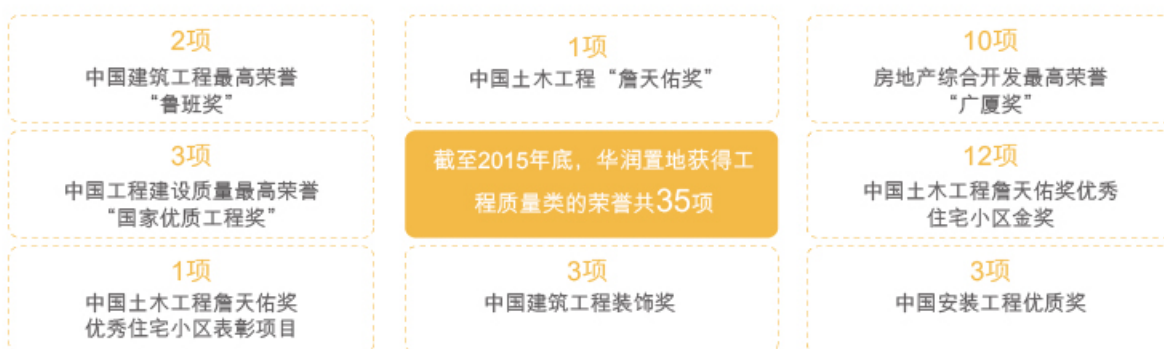 2项
中国建筑工程最高荣誉
“鲁班奖”
1项
中国土木工程“詹天佑奖”
10项
房地产综合开发最高荣誉
“广厦奖”
3项
中国工程建设质量最高荣誉
“国家优质工程奖”
截至2015年底，华润置地获得工
程质量类的荣誉共35项
12项
中国土木工程詹天佑奖优秀
住宅小区金奖
1项
中国土木工程詹天佑奖
优秀住宅小区表彰项目
3项
中国建筑工程装饰奖
3项
中国安装工程优质奖